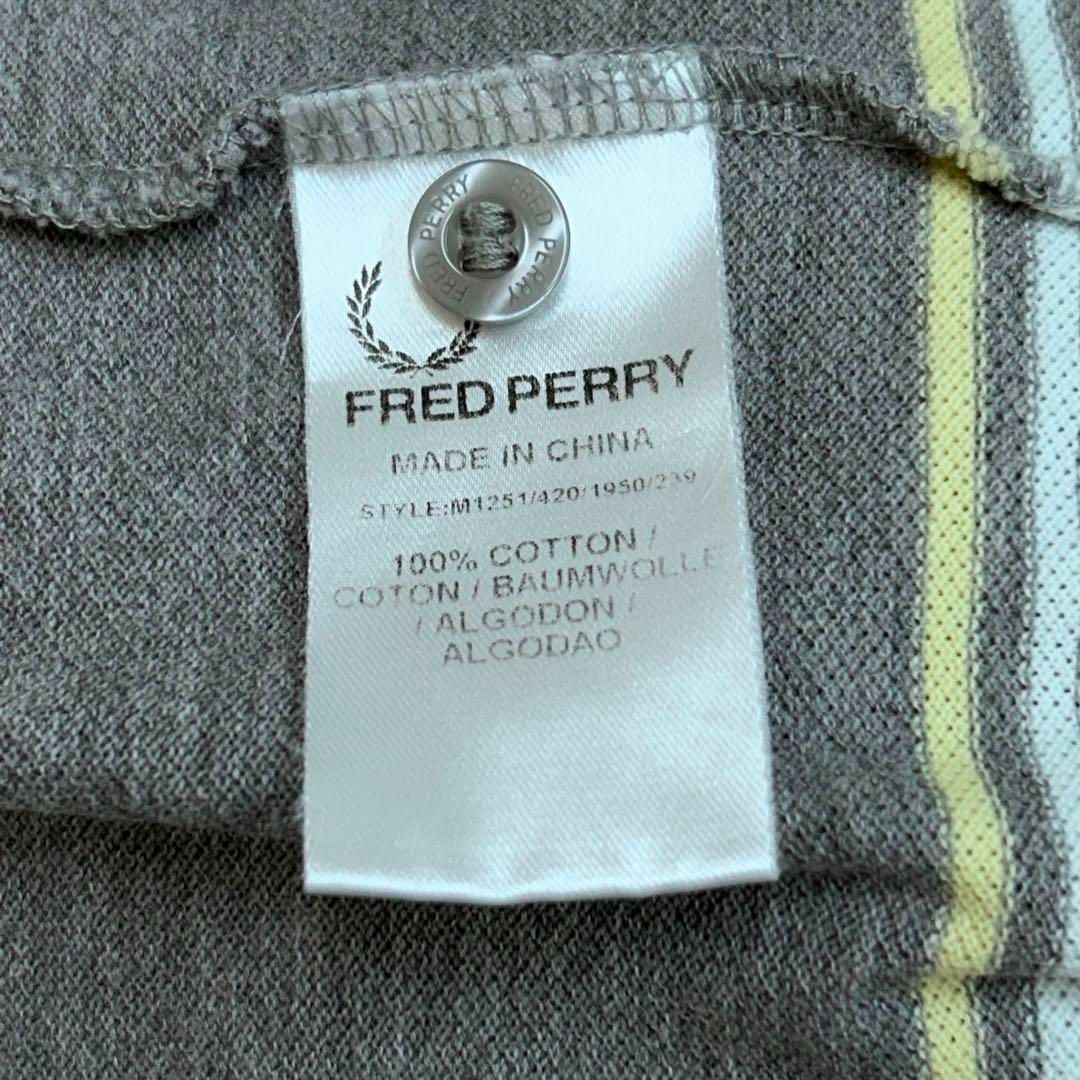 FRED PERRY FRED PERRY
FRED PERRY
MADE IN CHINA
STYLE:M1251/420/1950/239
100% COTTON /
COTON / BAUMWOLLE
/ ALGODON /
ALGODAO